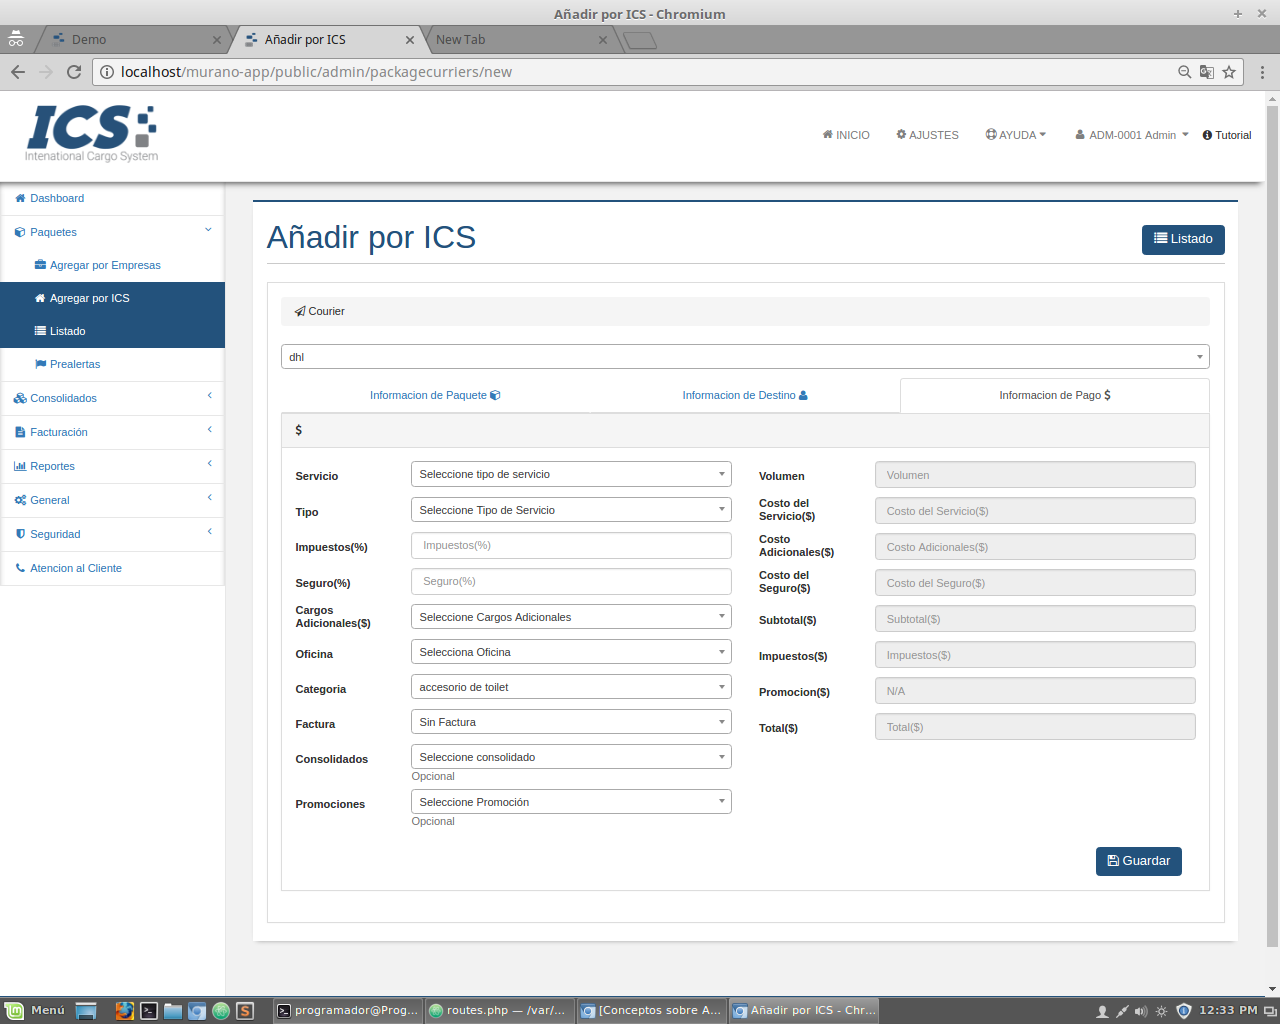 Añadir por ICS - Chromium
Demo
Añadir por ICS
New Tab
localhost/murano-app/public/admin/packagecurriers/new
ICS
International Cargo System
INICIO
AJUSTES
AYUDA
ADM-0001 Admin
Tutorial
Dashboard
Paquetes
Agregar por Empresas
Agregar por ICS
Listado
Prealertas
Consolidados
Facturación
Reportes
General
Seguridad
Atencion al Cliente
Añadir por ICS
Listado
Courier
dhl
Informacion de Paquete
Informacion de Destino
Informacion de Pago $
$
Servicio
Seleccione tipo de servicio
Tipo
Seleccione Tipo de Servicio
Impuestos(%)
Impuestos(%)
Seguro(%)
Seguro(%)
Cargos
Adicionales($)
Seleccione Cargos Adicionales
Oficina
Selecciona Oficina
Categoria
accesorio de toilet
Factura
Sin Factura
Consolidados
Seleccione consolidado
Opcional
Promociones
Seleccione Promoción
Opcional
Volumen
Volumen
Costo del
Servicio($)
Costo del Servicio($)
Costo
Adicionales($)
Costo Adicionales($)
Costo del
Seguro($)
Costo del Seguro($)
Subtotal($)
Subtotal($)
Impuestos($)
Impuestos($)
Promocion($)
N/A
Total($)
Total($)
Guardar
Menú
programador@Prog...
routes.php — /var/...
[Conceptos sobre A...
Añadir por ICS - Chr...
12:33 PM